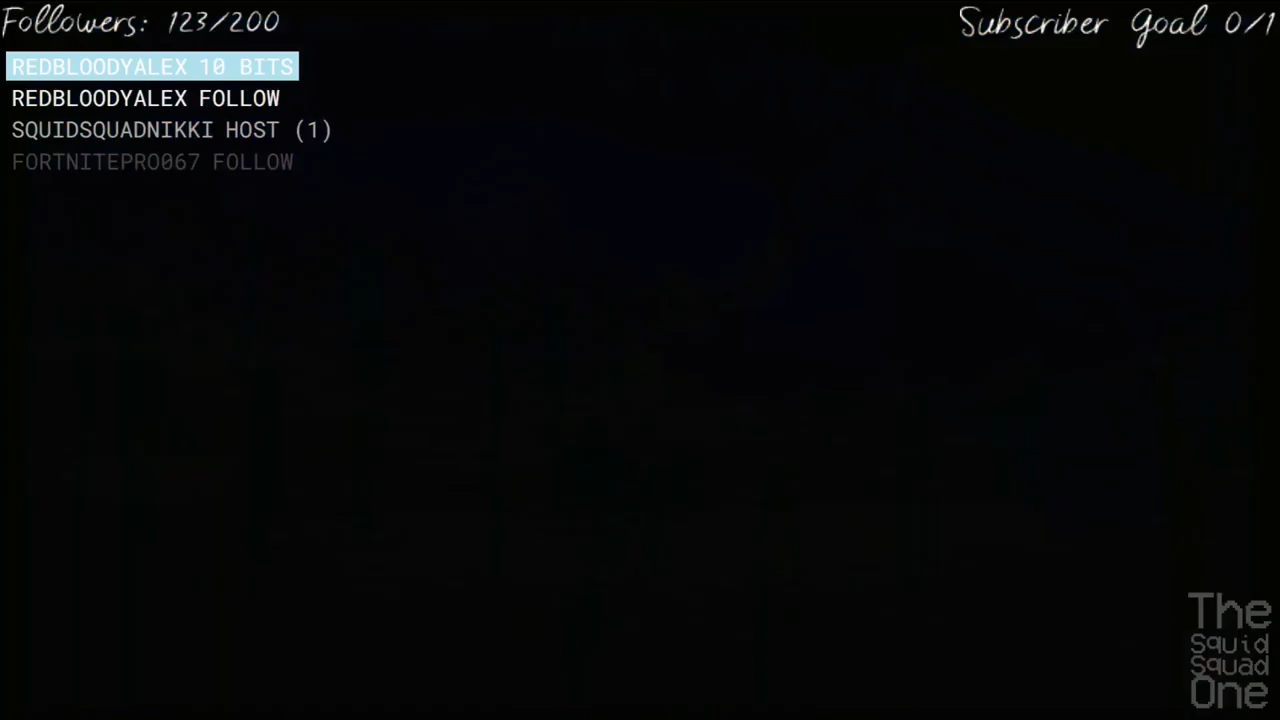 Followers: 123/200
Subscriber Goal 0/1
REDBLOODYALEX 10 BITS
REDBLOODYALEX FOLLOW
SQUIDSQUADNIKKI HOST (1)
FORTNITEPRO067 FOLLOW
The
Squid
Squad
One